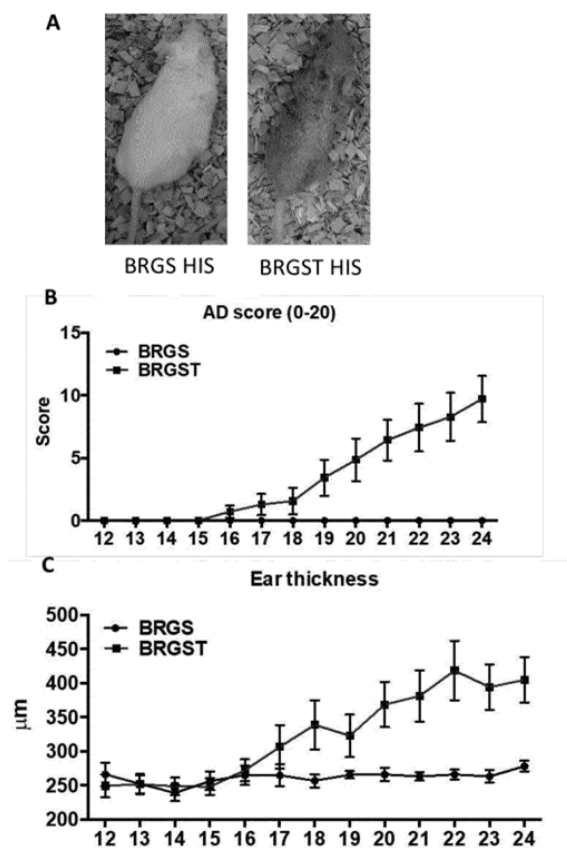 A
BRGS HIS BRGST HIS
B
AD score (0-20)
15
BRGS
BRGST
10
Score
5
0
12 13 14 15 16 17 18 19 20 21 22 23 24
C
Ear thickness
500
BRGS
450
BRGST
400
μm
350
300
250
200
12 13 14 15 16 17 18 19 20 21 22 23 24